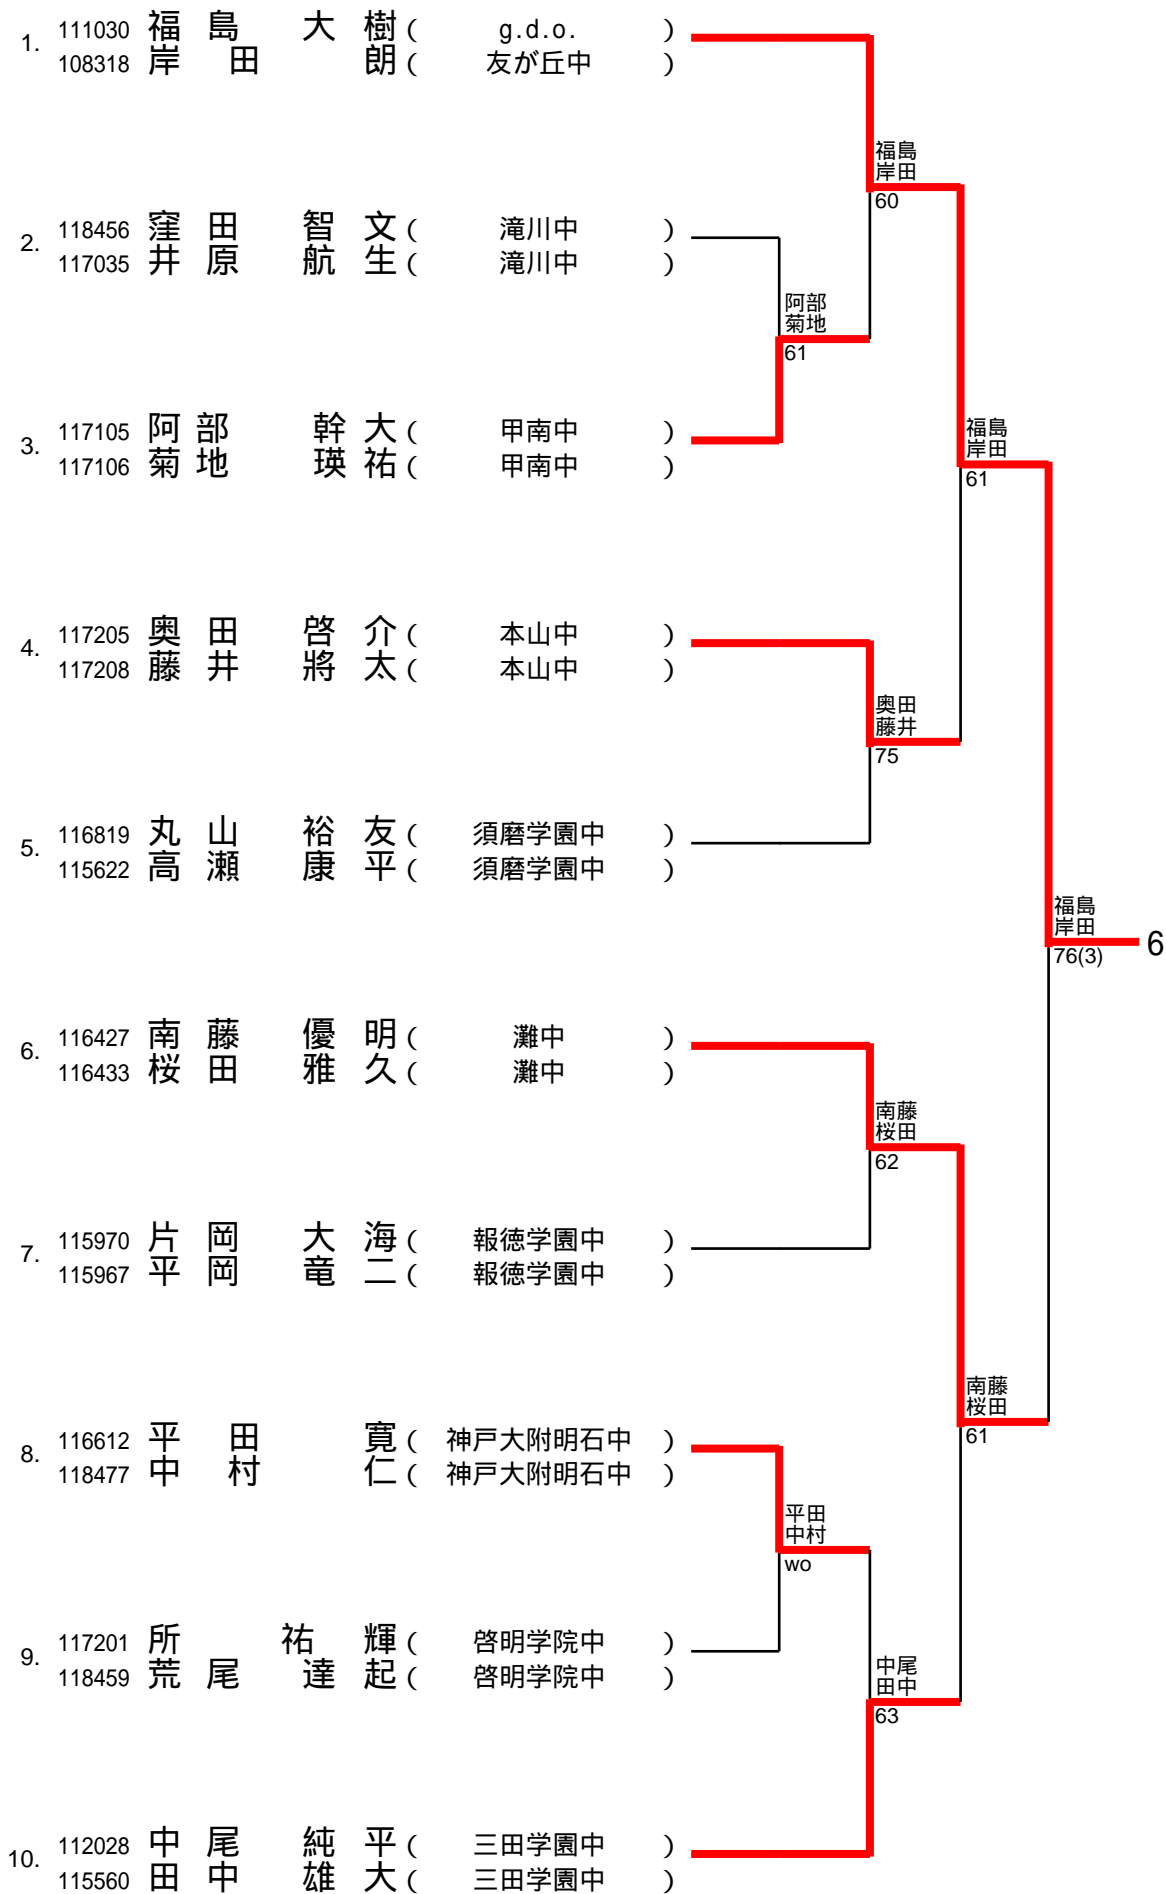 1. 111030 福島 大樹 ( g.d.o. )
108318 岸田 朗 ( 友が丘中 )
福島
岸田
60
2. 118456 窪田 智文 ( 滝川中 )
117035 井原 航生 ( 滝川中 )
阿部
菊地
61
3. 117105 阿部 幹大 ( 甲南中 )
117106 菊地 瑛祐 ( 甲南中 )
福島
岸田
61
4. 117205 奥田 啓介 ( 本山中 )
117208 藤井 將太 ( 本山中 )
奥田
藤井
75
5. 116819 丸山 裕友 ( 須磨学園中 )
115622 高瀬 康平 ( 須磨学園中 )
福島
岸田
76(3)
6
6. 116427 南藤 優明 ( 灘中 )
116433 桜田 雅久 ( 灘中 )
南藤
桜田
62
7. 115970 片岡 大海 ( 報徳学園中 )
115967 平岡 竜二 ( 報徳学園中 )
南藤
桜田
61
8. 116612 平田 寛 ( 神戸大附明石中 )
118477 中村 仁 ( 神戸大附明石中 )
平田
中村
wo
9. 117201 所 祐輝 ( 啓明学院中 )
118459 荒尾 達起 ( 啓明学院中 )
中尾
田中
63
10. 112028 中尾 純平 ( 三田学園中 )
115560 田中 雄大 ( 三田学園中 )